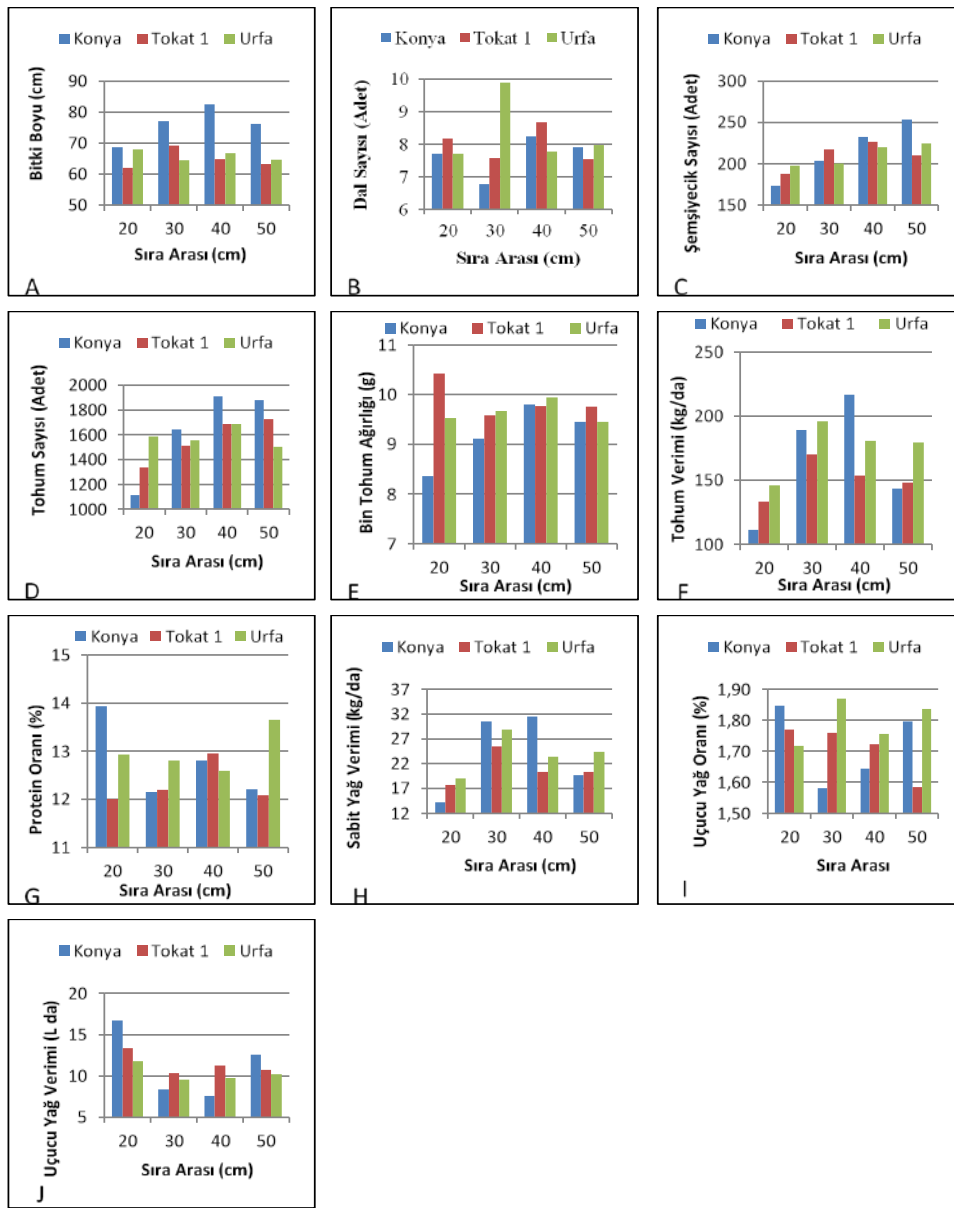 Konya Tokat 1 Urfa
Bitki Boyu (cm)
90
80
70
60
50
20 30 40 50
Sıra Arası (cm)
A
Konya Tokat 1 Urfa
Dal Sayısı (Adet)
10
9
8
7
6
20 30 40 50
Sıra Arası (cm)
B
Konya Tokat 1 Urfa
Şemşiyecik Sayısı (Adet)
300
250
200
150
20 30 40 50
Sıra Arası (cm)
C
Konya Tokat 1 Urfa
Tohum Sayısı (Adet)
2000
1800
1600
1400
1200
1000
20 30 40 50
Sıra Arası (cm)
D
Konya Tokat 1 Urfa
Bin Tohum Ağırlığı (g)
11
10
9
8
7
20 30 40 50
Sıra Arası (cm)
E
Konya Tokat 1 Urfa
Tohum Verimi (kg/da)
250
200
150
100
20 30 40 50
Sıra Arası (cm)
F
Konya Tokat 1 Urfa
Protein Oranı (%)
15
14
13
12
11
20 30 40 50
Sıra Arası (cm)
G
Konya Tokat 1 Urfa
Sabit Yağ Verimi (kg/da)
37
32
27
22
17
12
20 30 40 50
Sıra Arası (cm)
H
Konya Tokat 1 Urfa
Uçucu Yağ Oranı (%)
1,90
1,80
1,70
1,60
1,50
20 30 40 50
Sıra Arası
I
Konya Tokat 1 Urfa
Uçucu Yağ Verimi (L da)
20
15
10
5
20 30 40 50
Sıra Arası (cm)
J